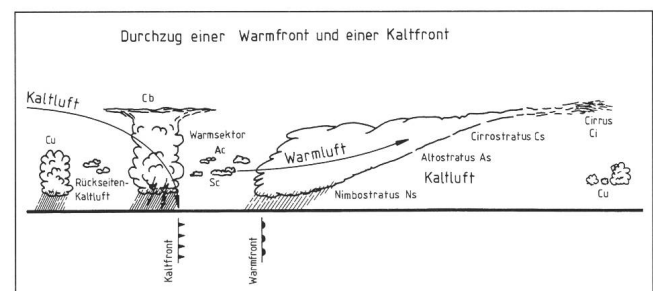 Durchzug einer Warmfront und einer Kaltfront
Kaltluft
Cb
Cu
Rückseiten-
Kaltluft
Warmsektor
Ac
Sc
Warmluft
Cirrus
Ci
Cirrostratus Cs
Altostratus As
Kaltluft
Nimbostratus Ns
Cu
Kaltfront
Warmfront